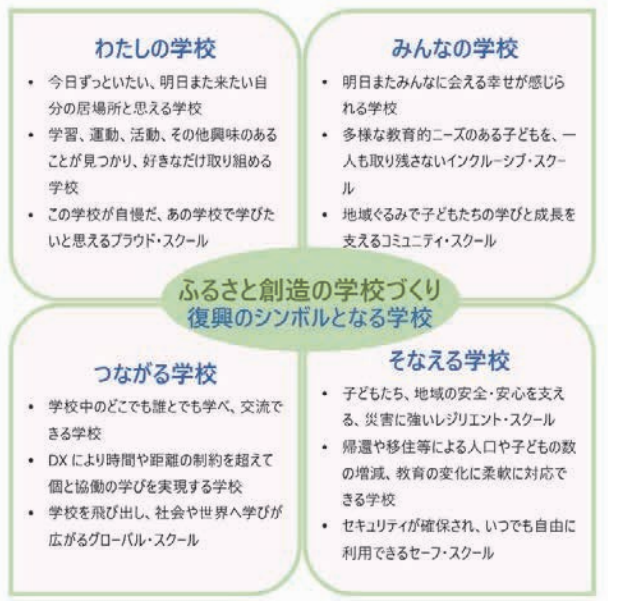 わたしの学校
• 今日ずっといたい、明日また来たい自
分の居場所と思える学校
• 学習、運動、活動、その他興味のある
ことが見つかり、好きなだけ取り組める
学校
• この学校が自慢だ、あの学校で学びた
いと思えるプラウド・スクール
みんなの学校
• 明日またみんなに会える幸せが感じら
れる学校
• 多様な教育的ニーズのある子どもを、一
人も取り残さないインクルーシブ・スクー
ル
• 地域ぐるみで子どもたちの学びと成長を
支えるコミュニティ・スクール
ふるさと創造の学校づくり
復興のシンボルとなる学校
つながる学校
• 学校中のどこでも誰とでも学べ、交流で
きる学校
• DX により時間や距離の制約を超えて
個と協働の学びを実現する学校
• 学校を飛び出し、社会や世界へ学びが
広がるグローバル・スクール
そなえる学校
• 子どもたち、地域の安全・安心を支え
る、災害に強いレジリエント・スクール
• 帰還や移住等による人口や子どもの数
の増減、教育の変化に柔軟に対応で
きる学校
• セキュリティが確保され、いつでも自由に
利用できるセーフ・スクール